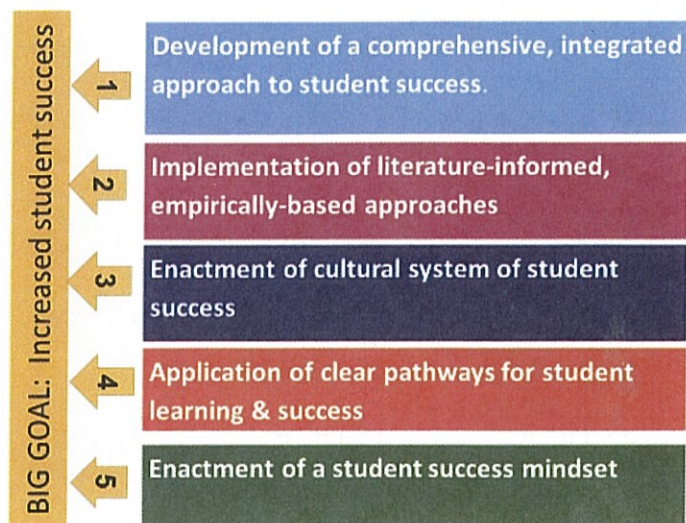 BIG GOAL: Increased student success
1
Development of a comprehensive, integrated
approach to student success.
2
Implementation of literature-informed,
empirically-based approaches
3
Enactment of cultural system of student
success
4
Application of clear pathways for student
learning & success
5
Enactment of a student success mindset